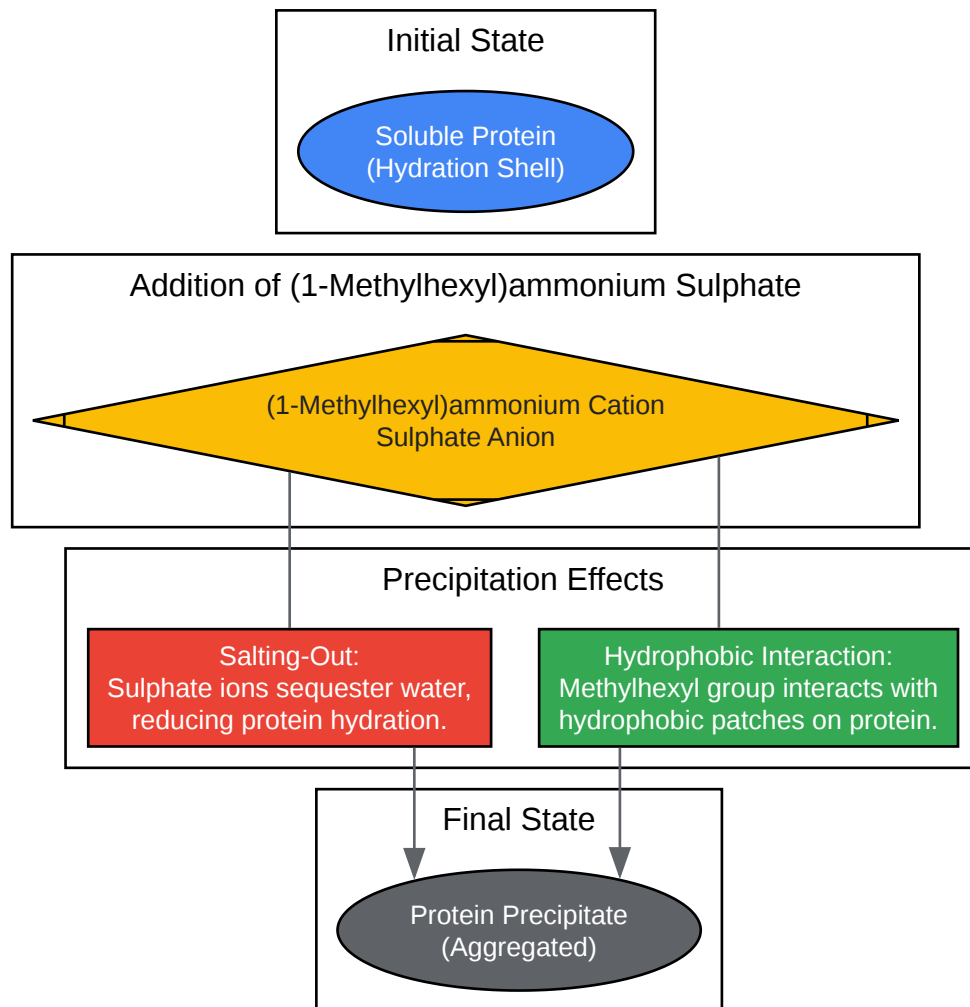 Initial State
Soluble Protein
(Hydration Shell)
Addition of (1-Methylhexyl)ammonium Sulphate
(1-Methylhexyl)ammonium Cation
Sulphate Anion
Precipitation Effects
Salting-Out:
Sulphate ions sequester water,
reducing protein hydration.
Hydrophobic Interaction:
Methylhexyl group interacts with
hydrophobic patches on protein.
Final State
Protein Precipitate
(Aggregated)